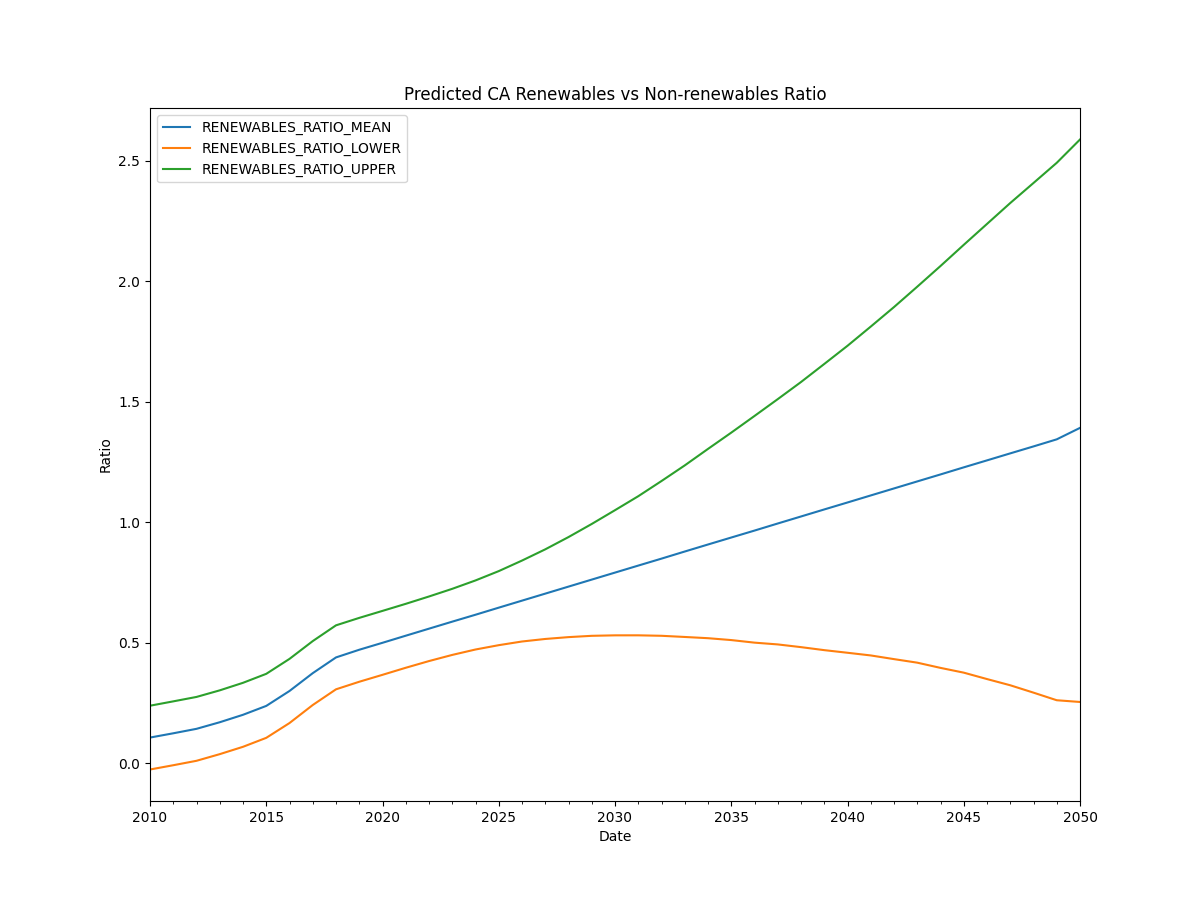 Predicted CA Renewables vs Non-renewables Ratio
RENEWABLES_RATIO_MEAN
RENEWABLES_RATIO_LOWER
RENEWABLES_RATIO_UPPER
2.5
2.0
1.5
1.0
0.5
0.0
Ratio
2010 2015 2020 2025 2030 2035 2040 2045 2050
Date